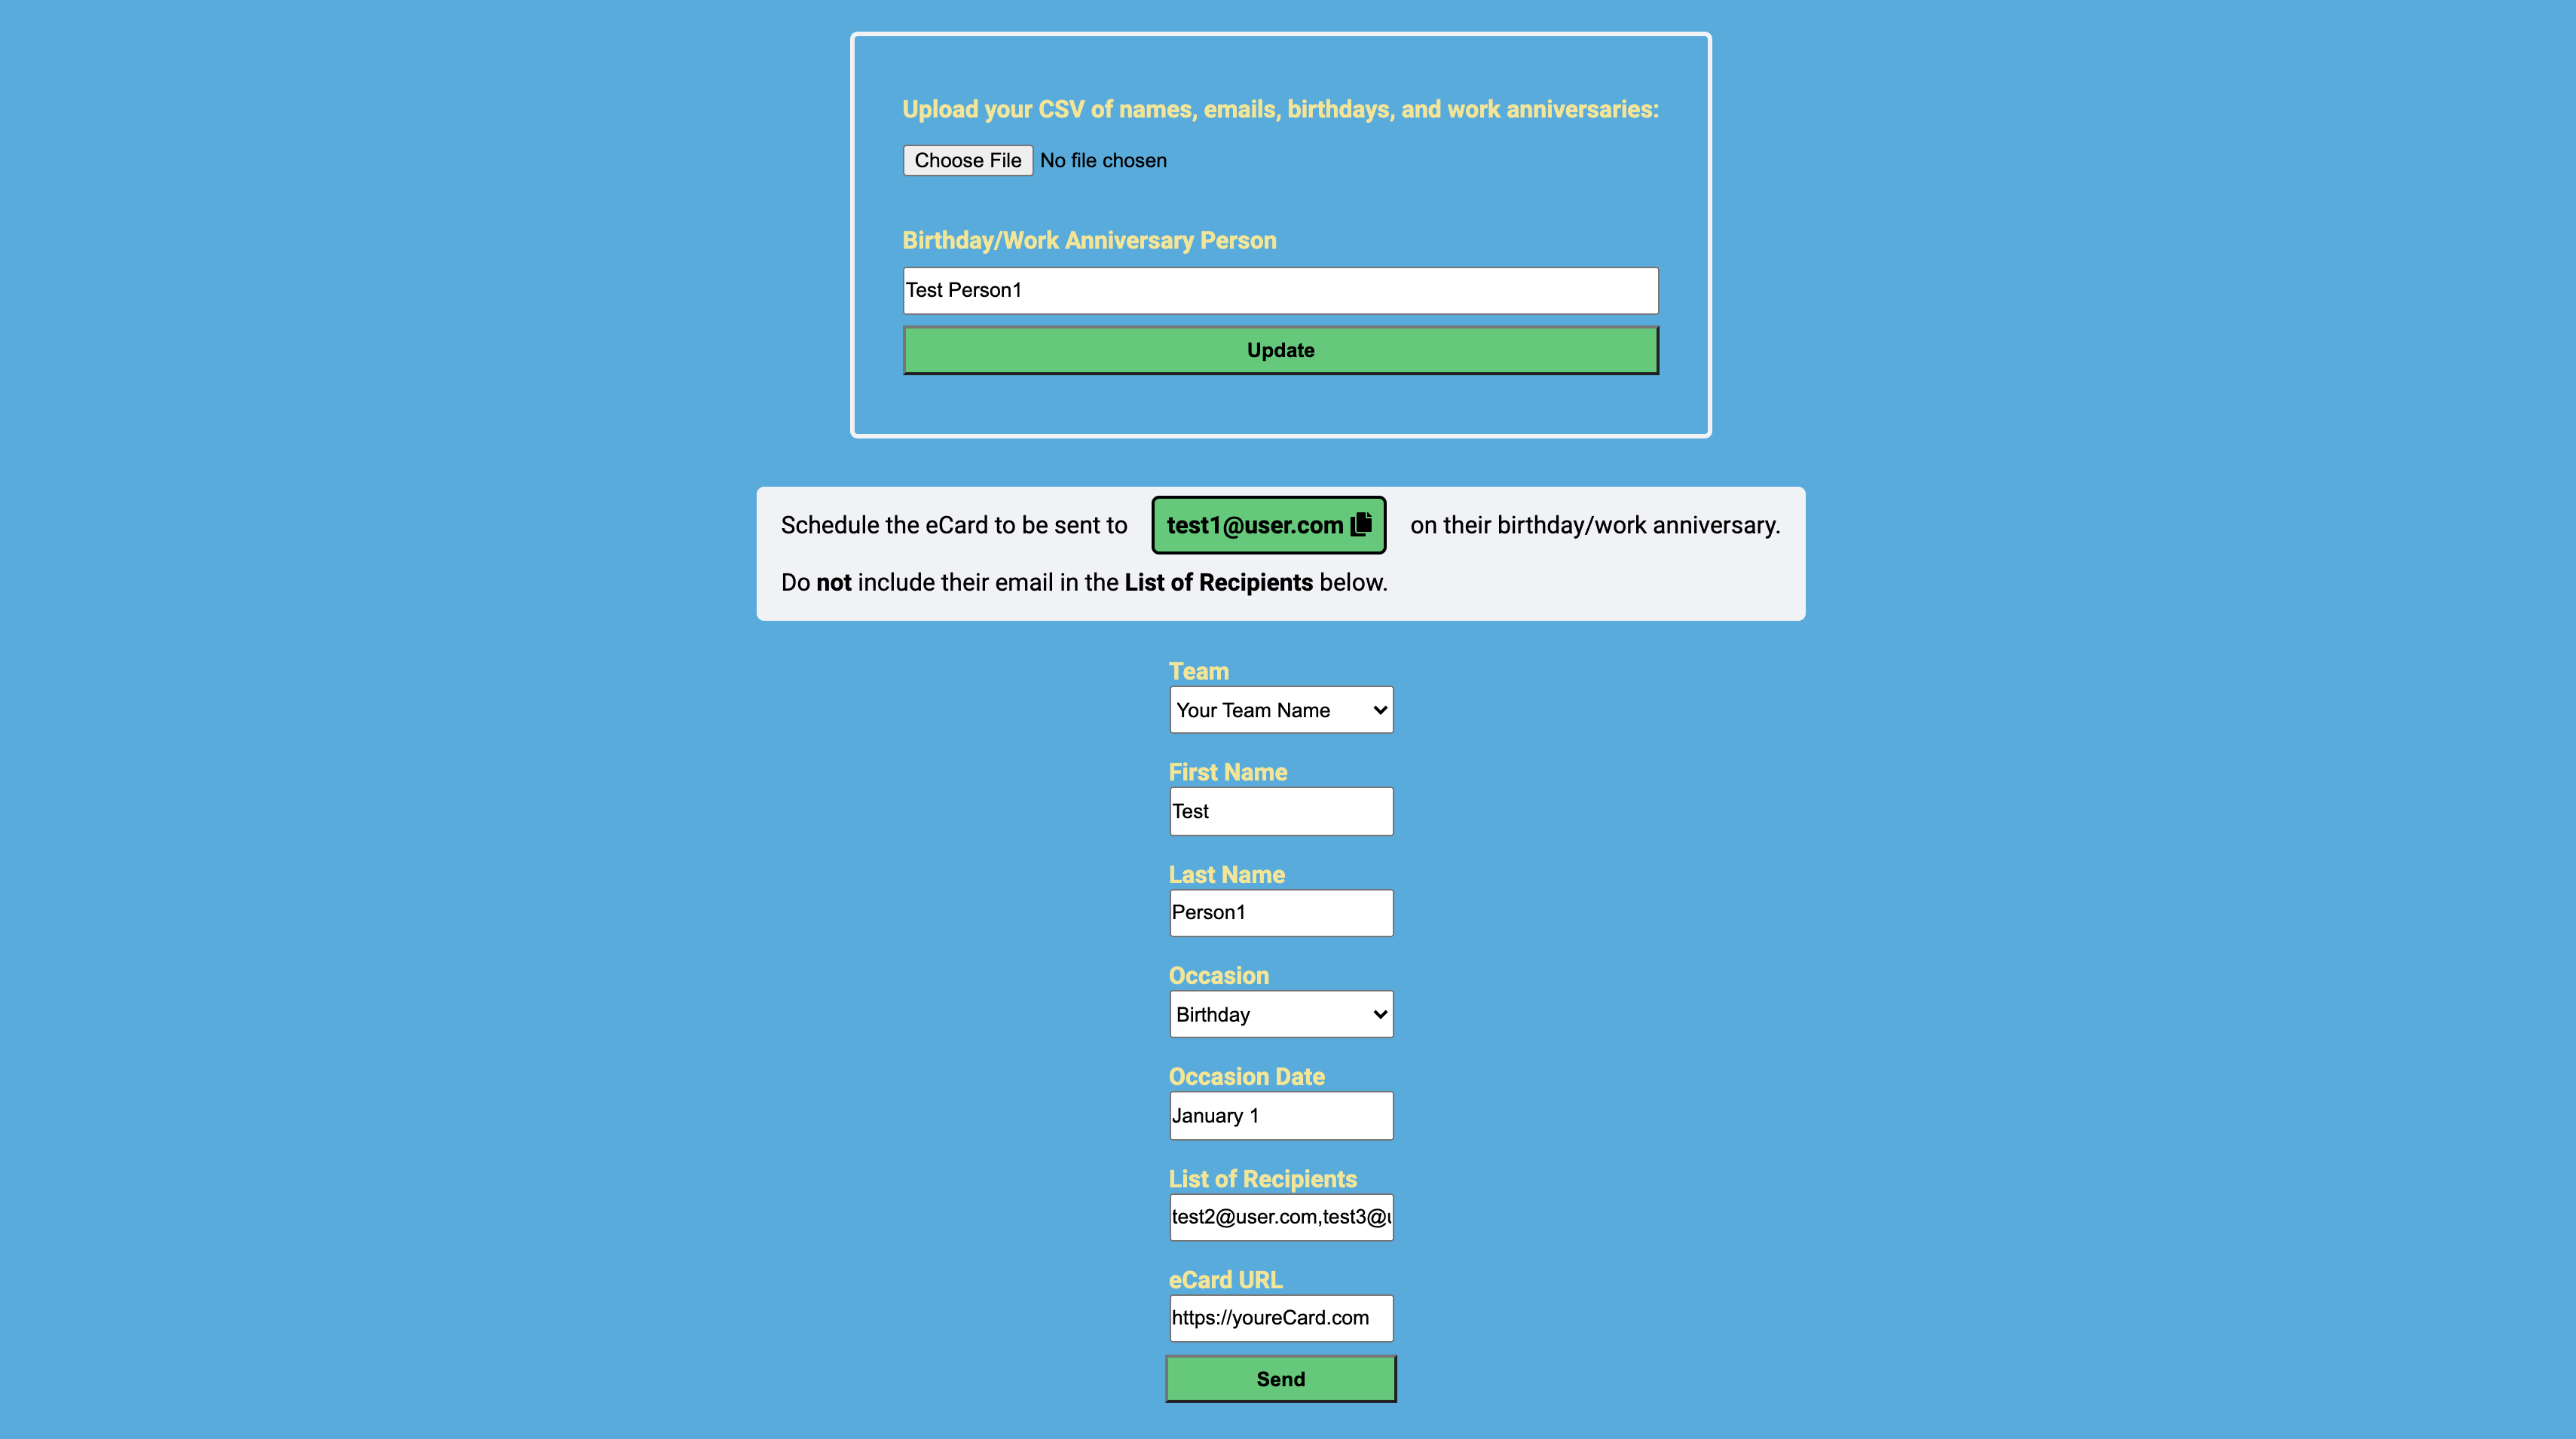 Upload your CSV of names, emails, birthdays, and work anniversaries:
Choose File No file chosen
Birthday/Work Anniversary Person
Test Person1
Update
Schedule the eCard to be sent to test1@user.com on their birthday/work anniversary.
Do not include their email in the List of Recipients below.
Team
Your Team Name
First Name
Test
Last Name
Person1
Occasion
Birthday
Occasion Date
January 1
List of Recipients
test2@user.com,test3@
eCard URL
https://youreCard.com
Send